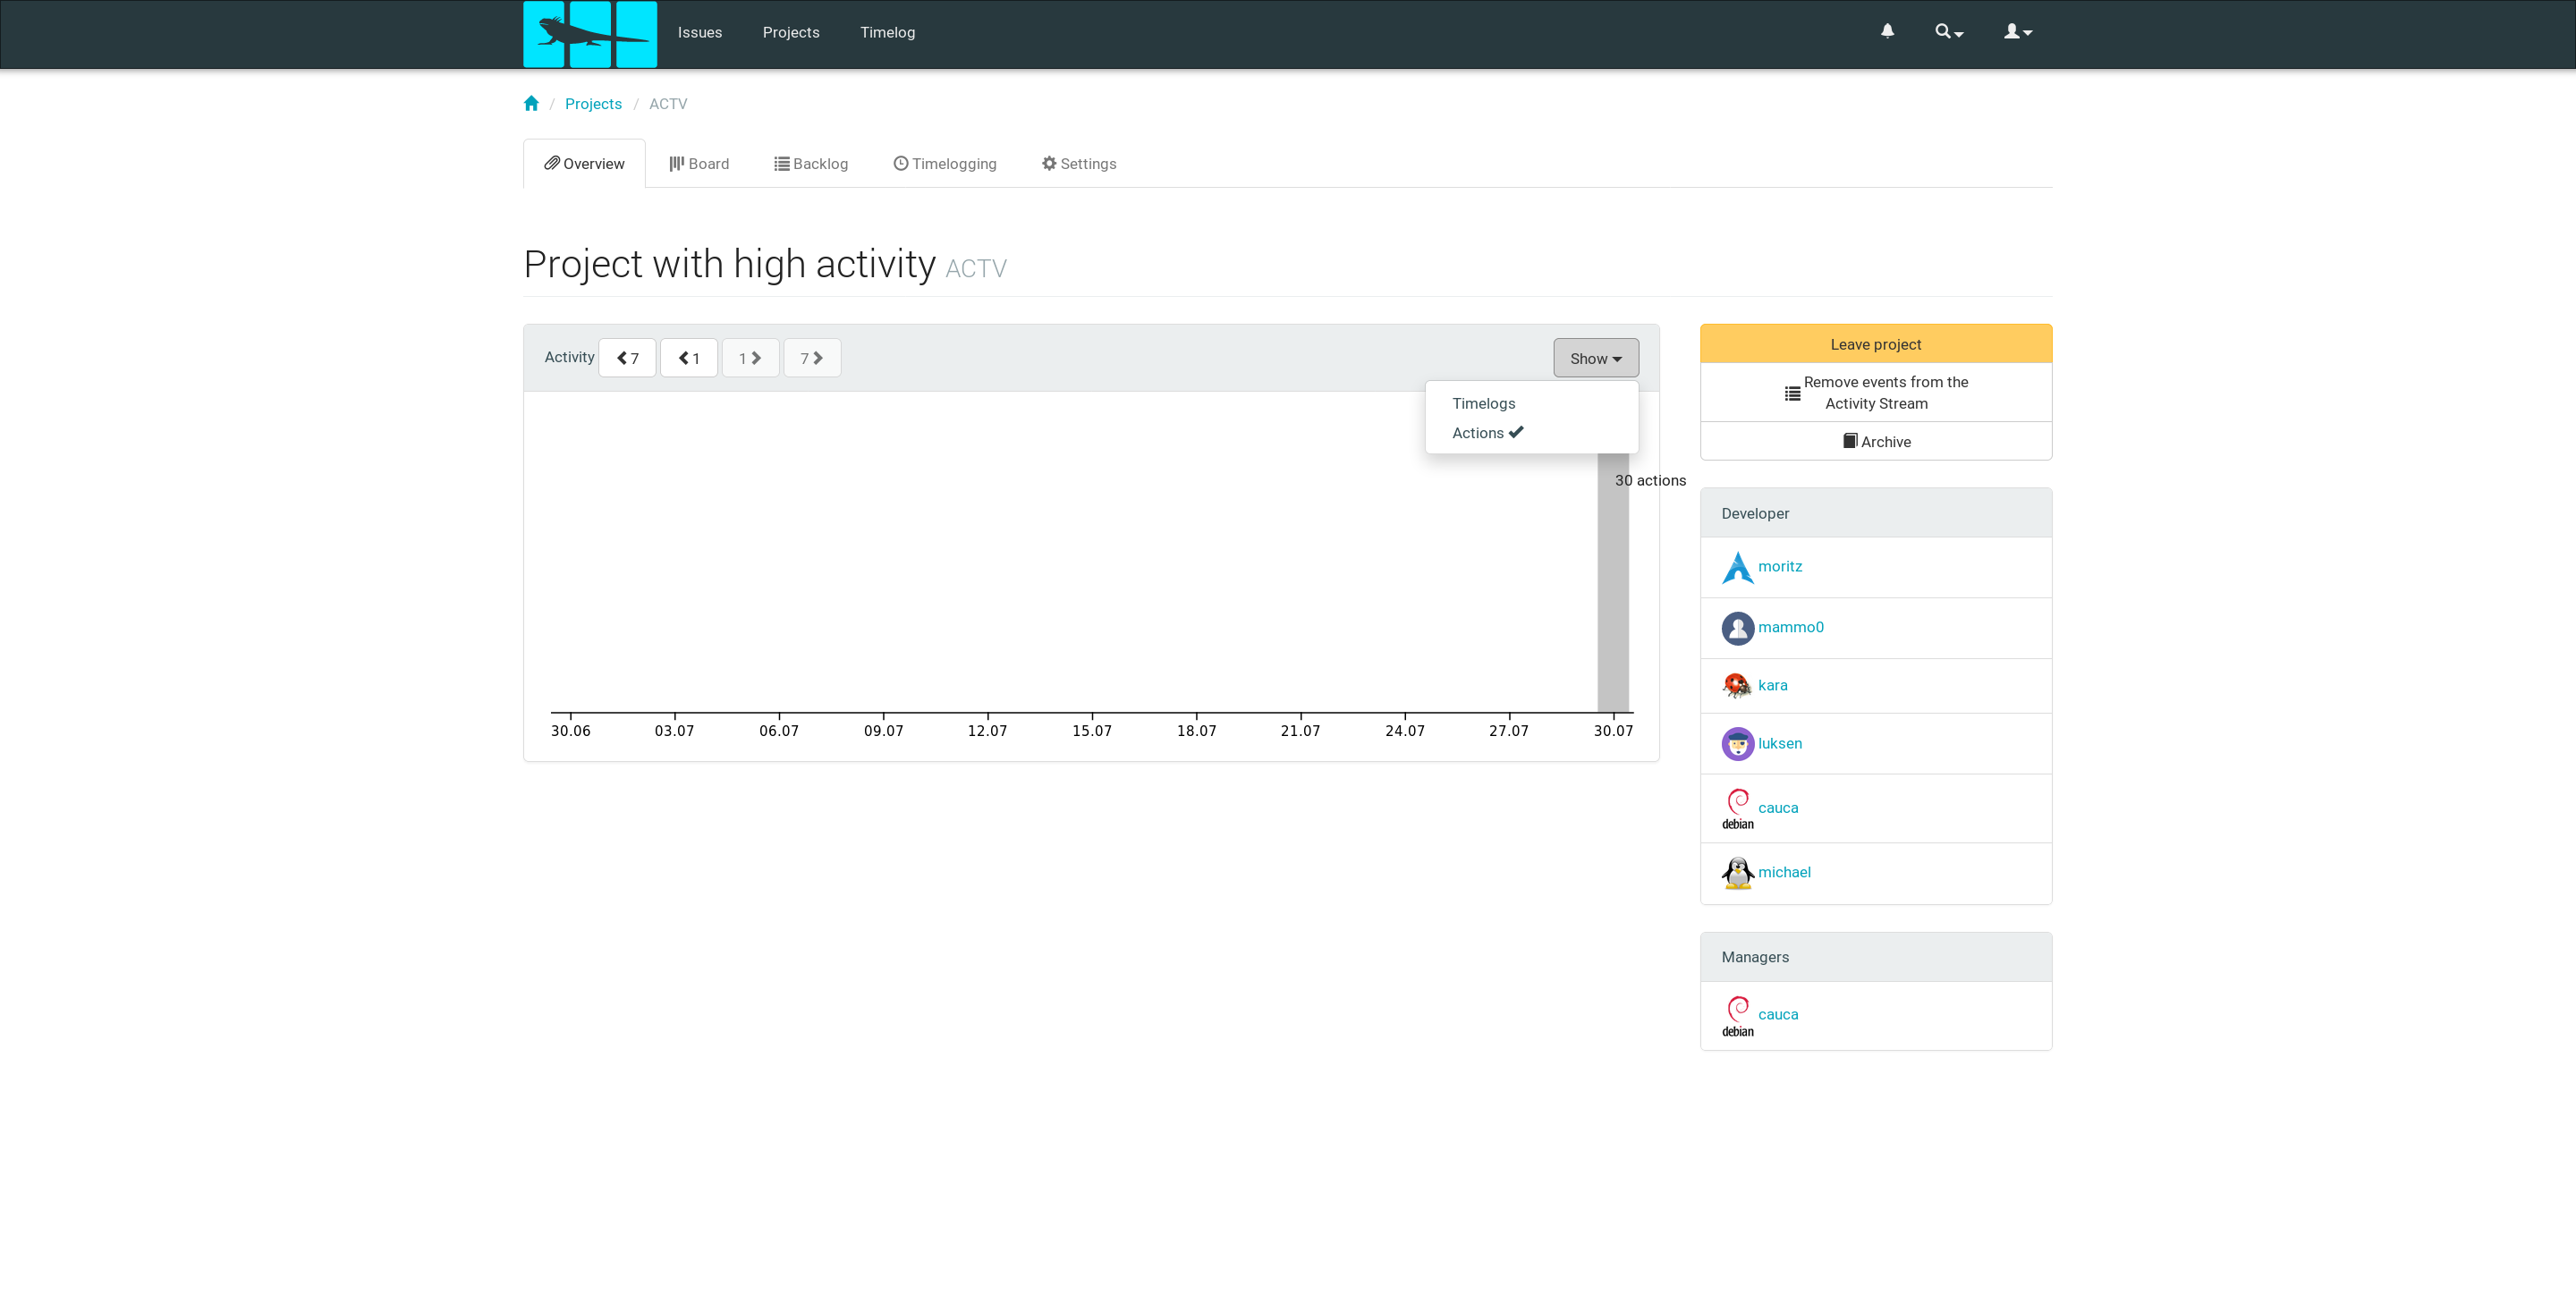 Issues Projects Timelog
/ Projects / ACTV
Overview Board Backlog Timelogging Settings
Project with high activity ACTV
Activity 7 1 1 7 Show
Timelogs
Actions
30 actions
30.06 03.07 06.07 09.07 12.07 15.07 18.07 21.07 24.07 27.07 30.07
Leave project
Remove events from the
Activity Stream
Archive
Developer
moritz
mammo0
kara
luksen
debian cauca
michael
Managers
debian cauca